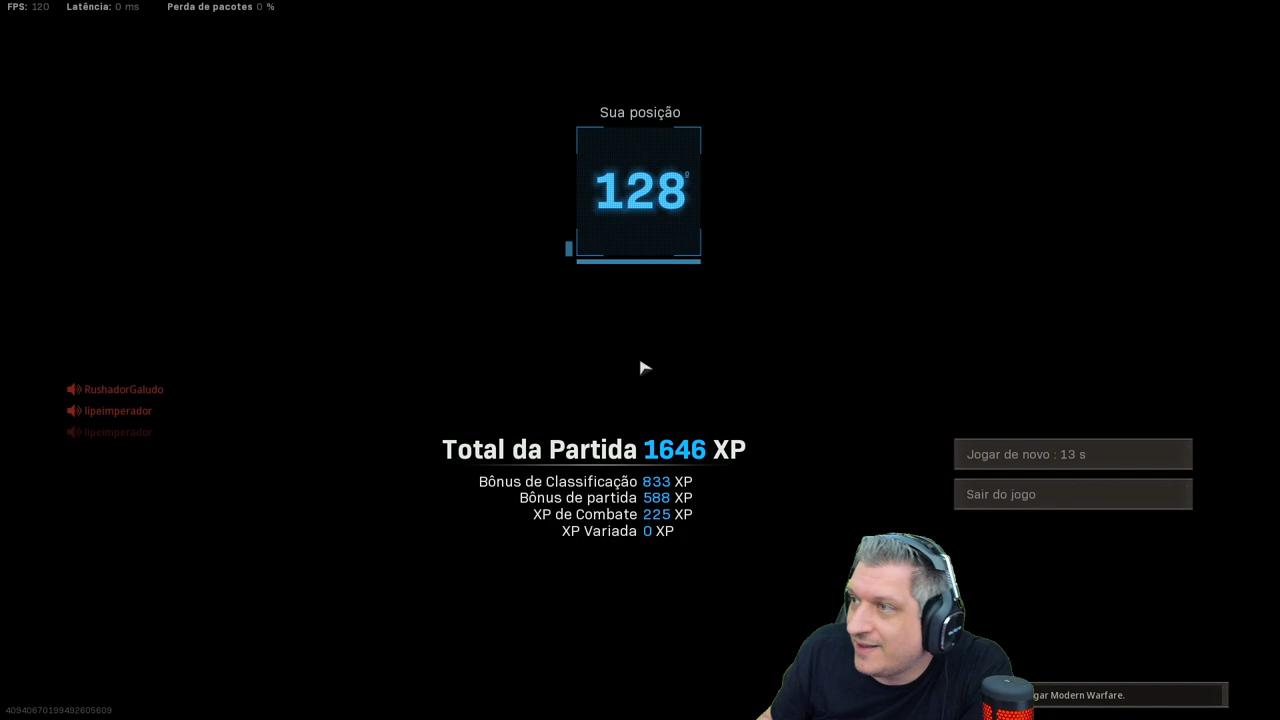 FPS: 120 Latência: 0 ms Perda de pacotes 0 %
Sua posição
128º
RushadorGaludo
lipeimperador
lipeimperador
Total da Partida 1646 XP
Bônus de Classificação 833 XP
Bônus de partida 588 XP
XP de Combate 225 XP
XP Variada 0 XP
Jogar de novo : 13 s
Sair do jogo
gar Modern Warfare.
40940670199492605609